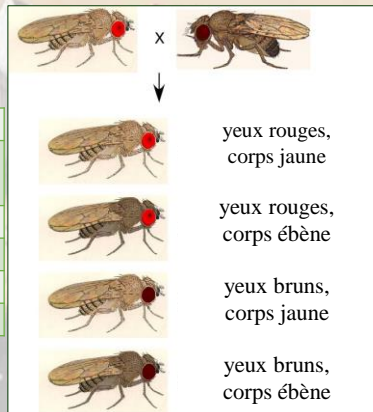 x
yeux rouges,
corps jaune
yeux rouges,
corps ébène
yeux bruns,
corps jaune
yeux bruns,
corps ébène